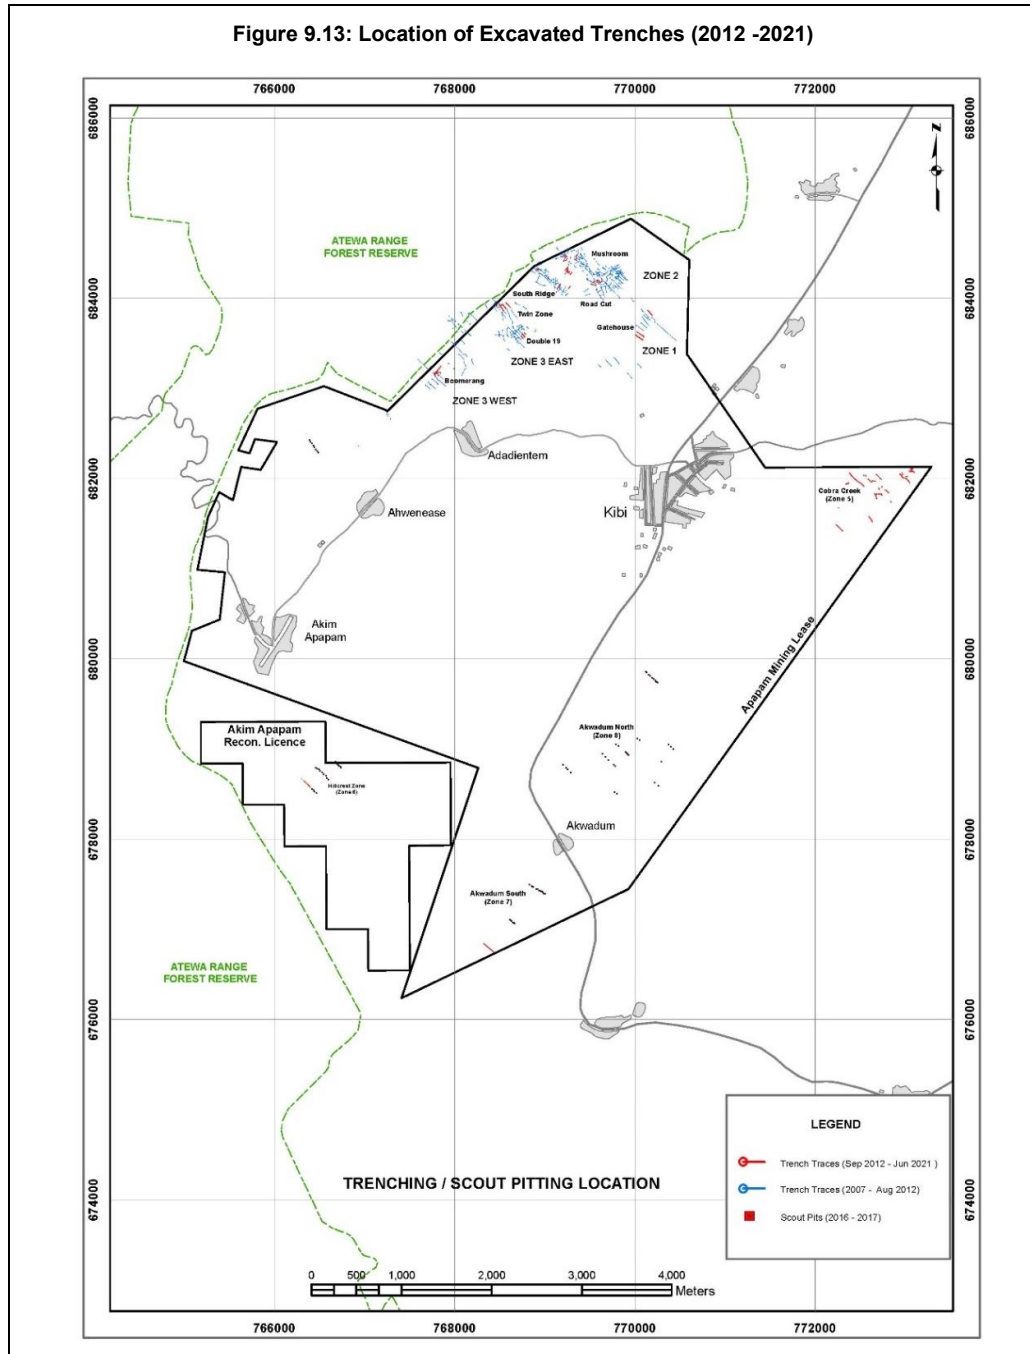 Figure 9.13: Location of Excavated Trenches (2012 -2021)
766000
768000
770000
772000
686000
686000
N
ATEWA RANGE
FOREST RESERVE
Mushroom
ZONE 2
684000
684000
South Ridge
Road Cut
Twin Zone
Gatehouse
Double 19
ZONE 1
ZONE 3 EAST
Boomerang
ZONE 3 WEST
Adadientem
682000
682000
Cobra Creek
(Zone 5)
Ahwenease
Kibi
Akim
Apapam
680000
680000
Apapam Mining Lease
Akim Apapam
Recon. Licence
Akwadum North
(Zone 8)
Hillcrest Zone
(Zone 6)
678000
678000
Akwadum
Akwadum South
(Zone 7)
ATEWA RANGE
FOREST RESERVE
676000
676000
LEGEND
Trench Traces (Sep 2012 - Jun 2021 )
Trench Traces (2007 - Aug 2012)
Scout Pits (2016 - 2017)
TRENCHING / SCOUT PITTING LOCATION
674000
674000
0 500 1,000 2,000 3,000 4,000
Meters
766000
768000
770000
772000